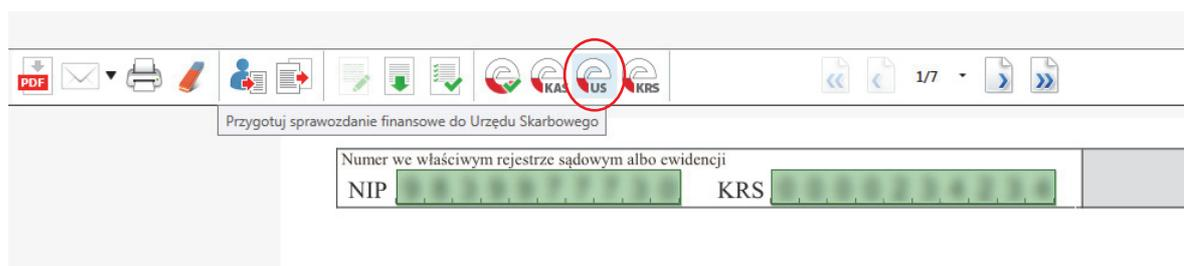 PDF
KAS
US
KRS
1/7
Przygotuj sprawozdanie finansowe do Urzędu Skarbowego
Numer we właściwym rejestrze sądowym albo ewidencji
NIP
KRS